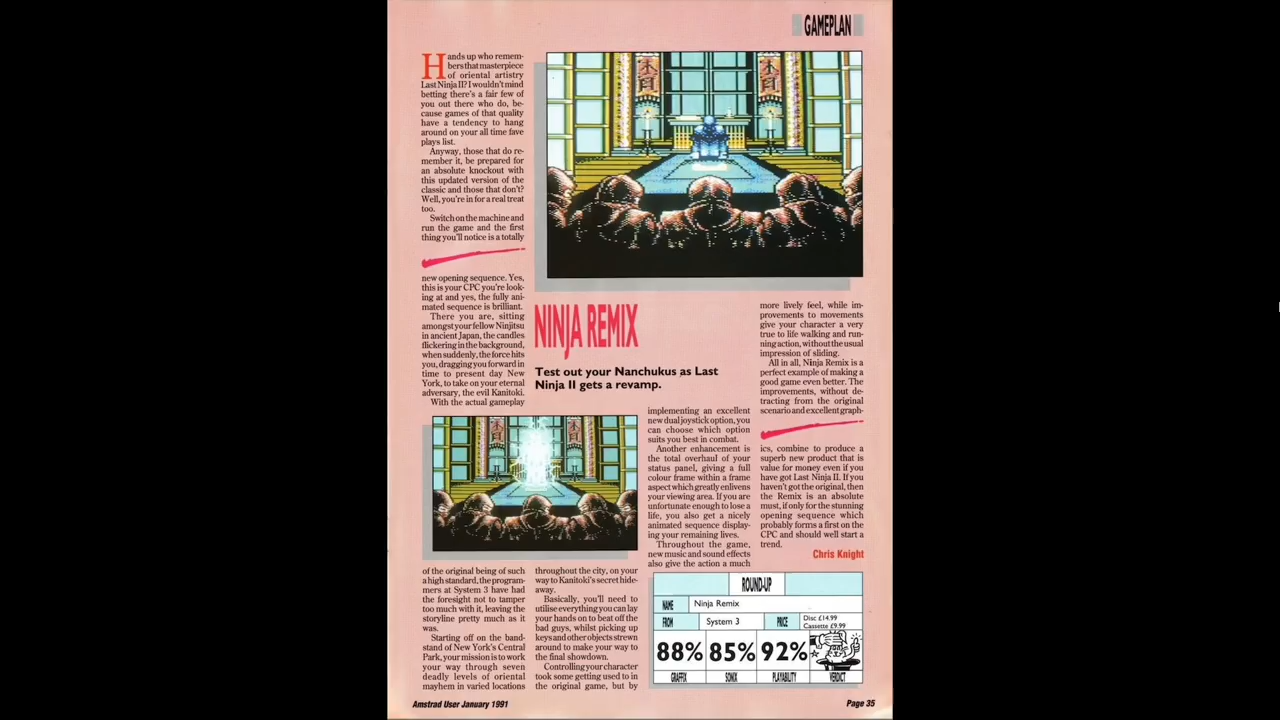 GAMEPLAN
Hands up who remem-
bers that masterpiece
of oriental artistry
Last Ninja II? I wouldn't mind
betting there's a fair few of
you out there who do, be-
cause games of that quality
have a tendency to hang
around on your all time fave
plays list.
Anyway, those that do re-
member it, be prepared for
an absolute knockout with
this updated version of the
classic and those that don't?
Well, you're in for a real treat
too.
Switch on the machine and
run the game and the first
thing you'll notice is a totally
new opening sequence. Yes,
this is your CPC you're look-
ing at and yes, the fully ani-
mated sequence is brilliant.
There you are, sitting
amongst your fellow Ninjitsu
in ancient Japan, the candles
flickering in the background,
when suddenly, the force hits
you, dragging you forward in
time to present day New
York, to take on your eternal
adversary, the evil Kanitoki.
With the actual gameplay
NINJA REMIX
Test out your Nanchukus as Last
Ninja II gets a revamp.
of the original being of such
a high standard, the program-
mers at System 3 have had
the foresight not to tamper
too much with it, leaving the
storyline pretty much as it
was.
Starting off on the band-
stand of New York's Central
Park, your mission is to work
your way through seven
deadly levels of oriental
mayhem in varied locations
throughout the city, on your
way to Kanitoki's secret hide-
away.
Basically, you'll need to
utilise everything you can lay
your hands on to beat off the
bad guys, whilst picking up
keys and other objects strewn
around to make your way to
the final showdown.
Controlling your character
took some getting used to in
the original game, but by
implementing an excellent
new dual joystick option, you
can choose which option
suits you best in combat.
Another enhancement is
the total overhaul of your
status panel, giving a full
colour frame within a frame
aspect which greatly enlivens
your viewing area. If you are
unfortunate enough to lose a
life, you also get a nicely
animated sequence display-
ing your remaining lives.
Throughout the game,
new music and sound effects
also give the action a much
more lively feel, while im-
provements to movements
give your character a very
true to life walking and run-
ning action, without the usual
impression of sliding.
All in all, Ninja Remix is a
perfect example of making a
good game even better. The
improvements, without de-
tracting from the original
scenario and excellent graph-
ics, combine to produce a
superb new product that is
value for money even if you
have got Last Ninja II. If you
haven't got the original, then
the Remix is an absolute
must, if only for the stunning
opening sequence which
probably forms a first on the
CPC and should well start a
trend.
Chris Knight
ROUND-UP
NAME Ninja Remix
FROM System 3 PRICE Disc £14.99
Cassette £9.99
88% 85% 92%
GRAFFIX SONIX PLAYABILITY VERDICT
Amstrad User January 1991
Page 35